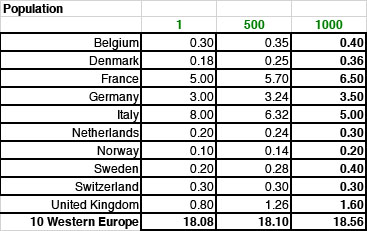 Population
1 500 1000
Belgium 0.30 0.35 0.40
Denmark 0.18 0.25 0.36
France 5.00 5.70 6.50
Germany 3.00 3.24 3.50
Italy 8.00 6.32 5.00
Netherlands 0.20 0.24 0.30
Norway 0.10 0.14 0.20
Sweden 0.20 0.28 0.40
Switzerland 0.30 0.30 0.30
United Kingdom 0.80 1.26 1.60
10 Western Europe 18.08 18.10 18.56